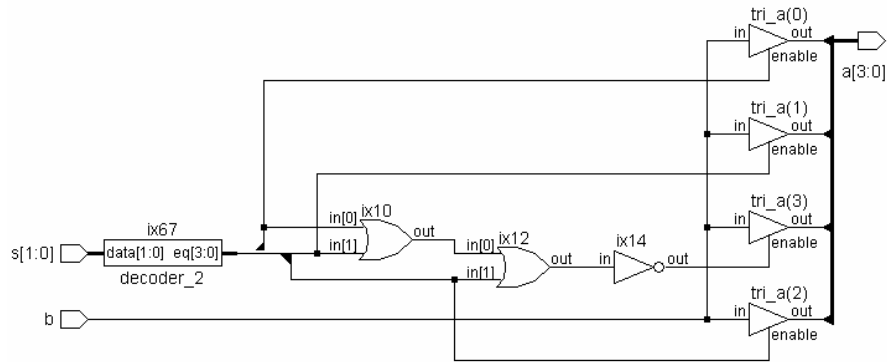 tri_a(0)
in out
enable
a[3:0]
tri_a(1)
in out
enable
ix10
in[0]
out
in[1]
tri_a(3)
in out
enable
ix12
in[0]
out
in[1]
ix14
in out
ix67
s[1:0] data[1:0] eq[3:0]
decoder_2
tri_a(2)
b in out
enable